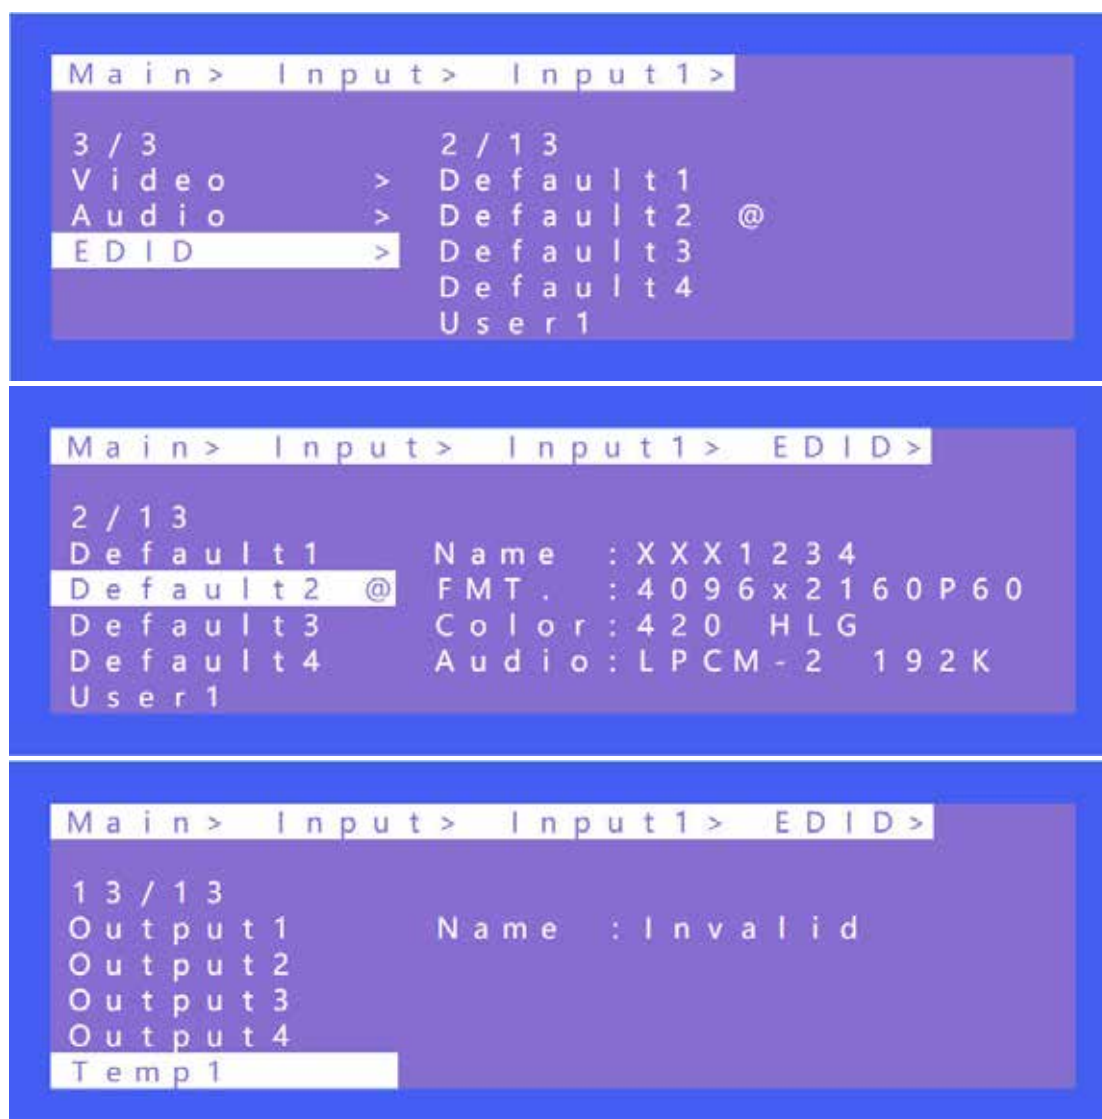 Main> Input> Input1>
3/3 2/13
Video > Default1
Audio > Default2 @
EDID > Default3
Default4
User1
Main> Input> Input1> EDID>
2/13
Default1 Name :XXX1234
Default2 @ FMT. :4096x2160P60
Default3 Color:420 HLG
Default4 Audio:LPCM-2 192K
User1
Main> Input> Input1> EDID>
13/13
Output1 Name :Invalid
Output2
Output3
Output4
Temp1